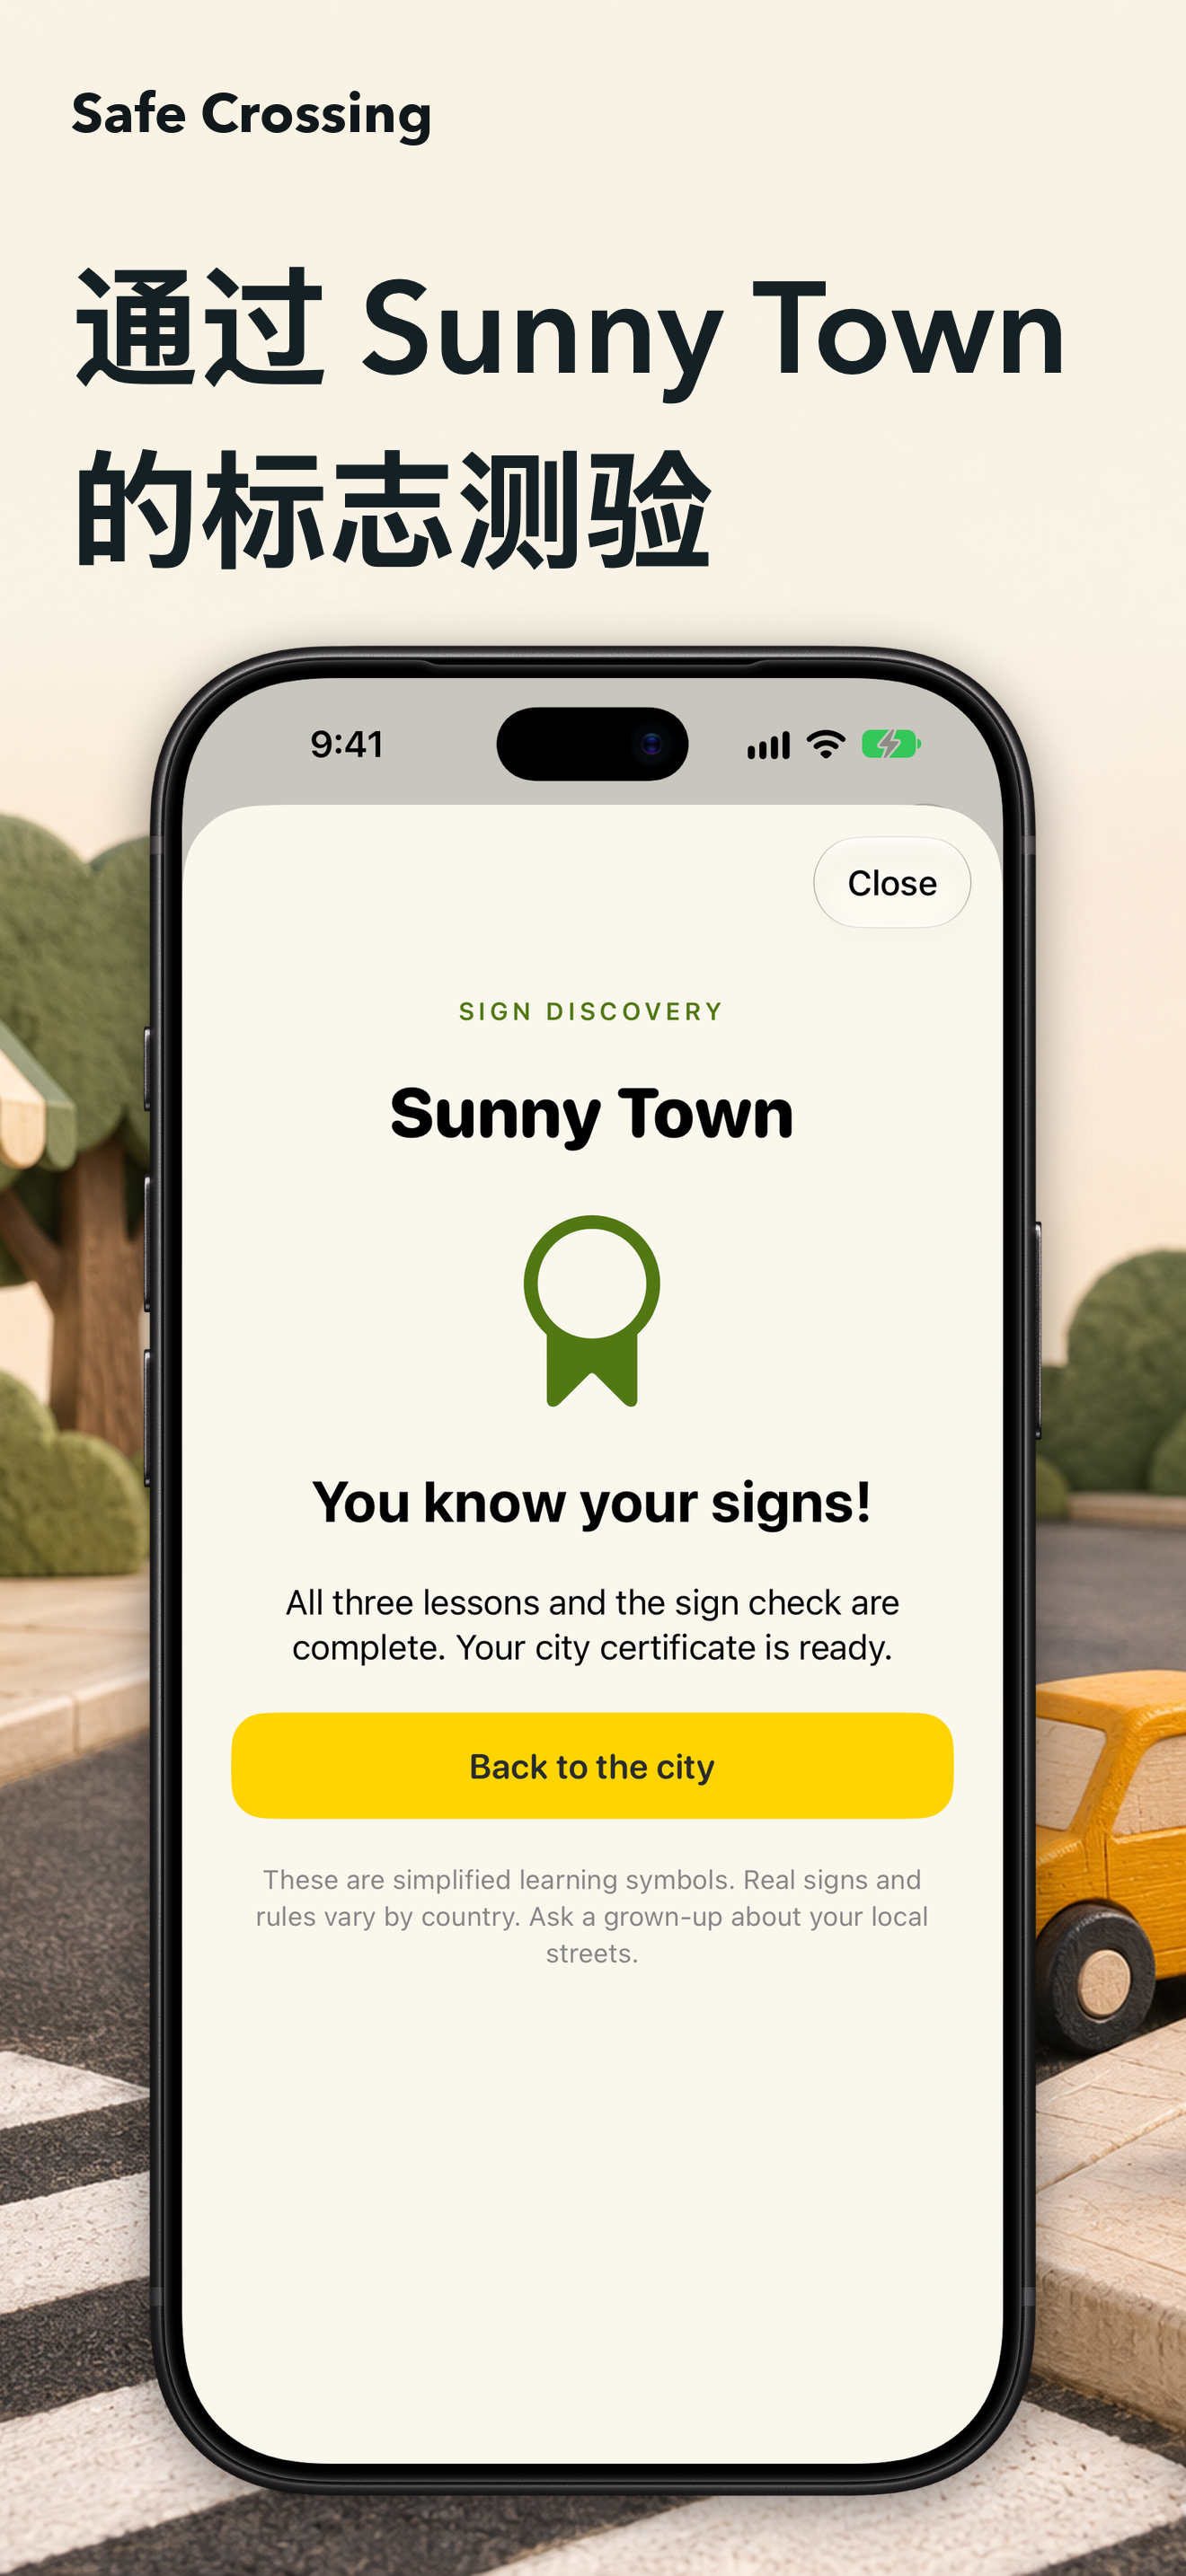 Safe Crossing
通过 Sunny Town
的标志测验
9:41
Close
SIGN DISCOVERY
Sunny Town
You know your signs!
All three lessons and the sign check are
complete. Your city certificate is ready.
Back to the city
These are simplified learning symbols. Real signs and
rules vary by country. Ask a grown-up about your local
streets.